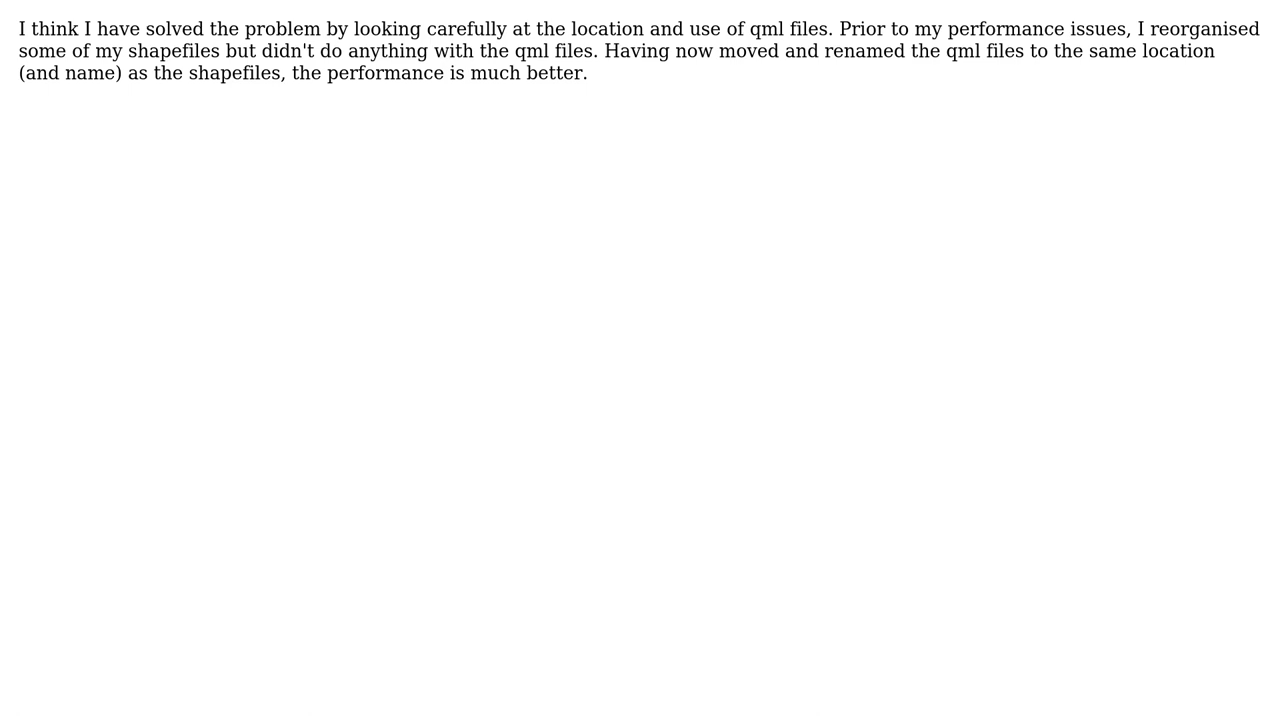 I think I have solved the problem by looking carefully at the location and use of qml files. Prior to my performance issues, I reorganised
some of my shapefiles but didn't do anything with the qml files. Having now moved and renamed the qml files to the same location
(and name) as the shapefiles, the performance is much better.